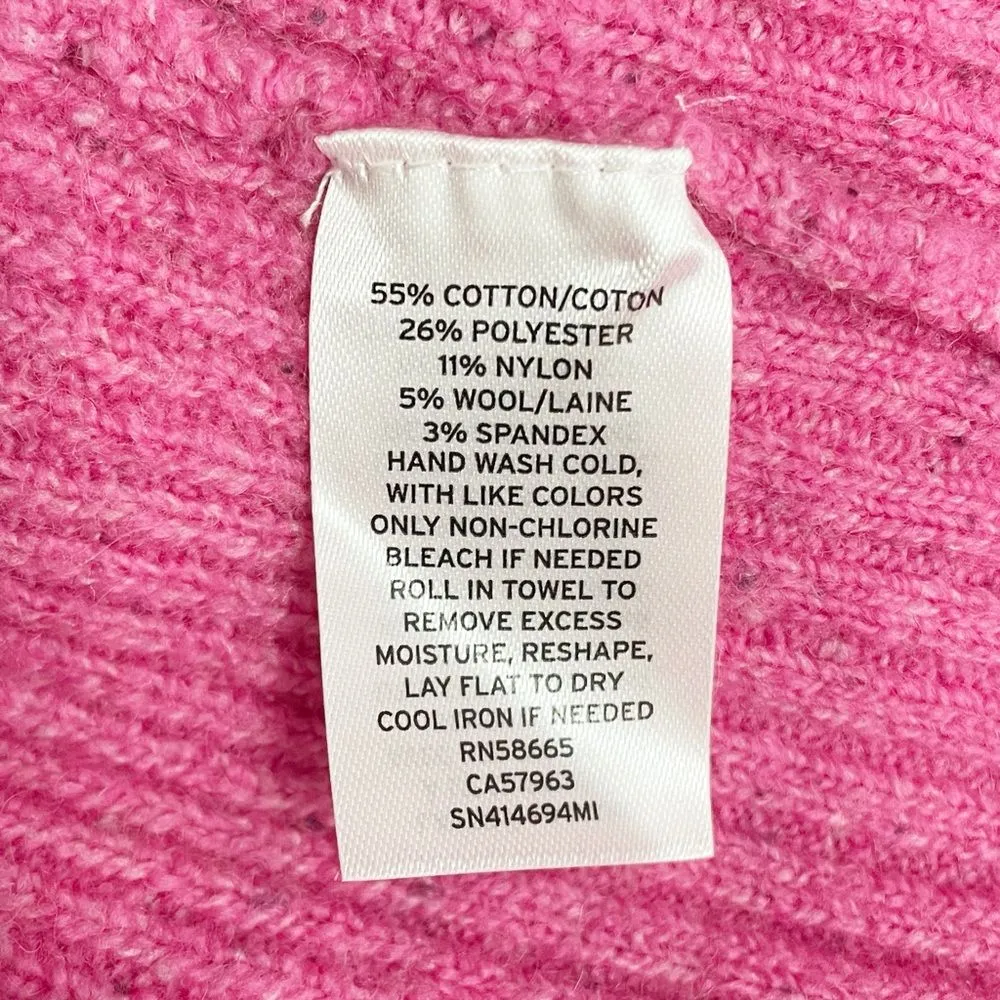 55% COTTON/COTON
26% POLYESTER
11% NYLON
5% WOOL/LAINE
3% SPANDEX
HAND WASH COLD,
WITH LIKE COLORS
ONLY NON-CHLORINE
BLEACH IF NEEDED
ROLL IN TOWEL TO
REMOVE EXCESS
MOISTURE, RESHAPE,
LAY FLAT TO DRY
COOL IRON IF NEEDED
RN58665
CA57963
SN414694MI